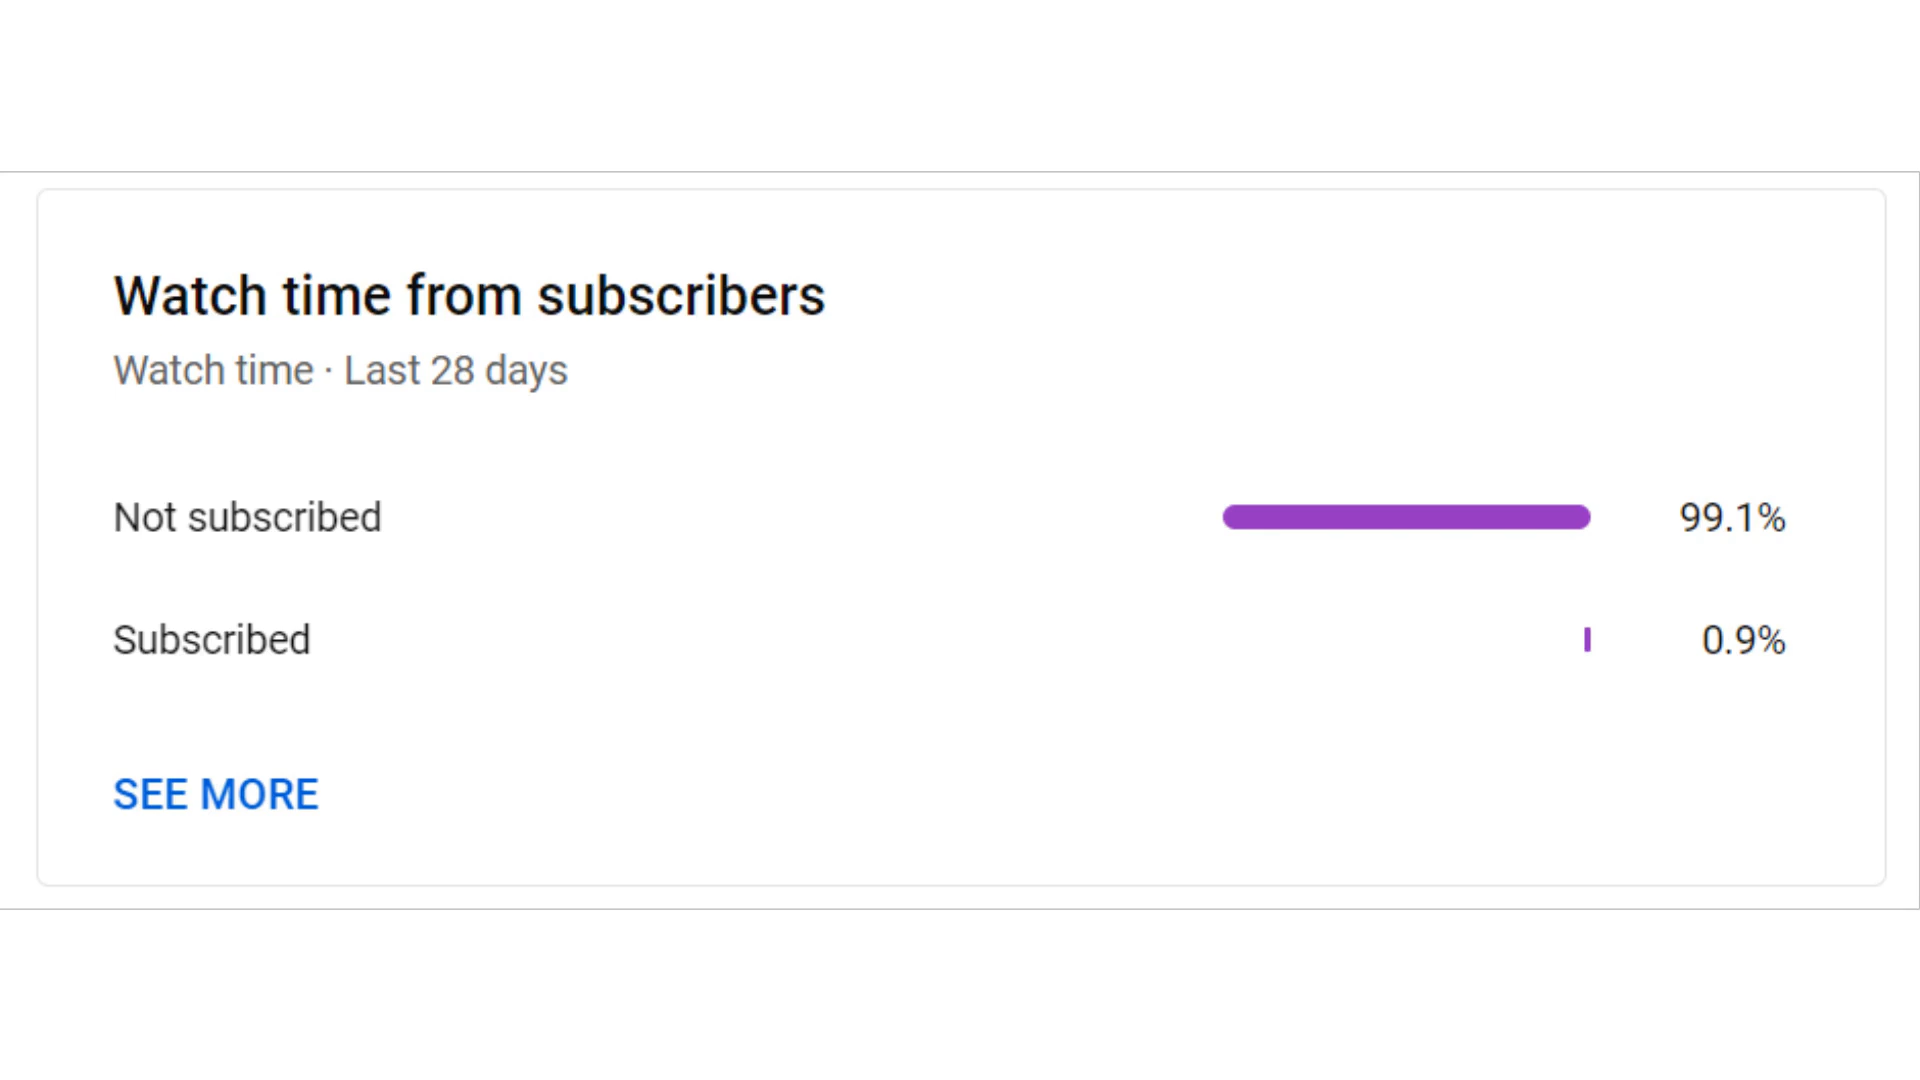 Watch time from subscribers
Watch time · Last 28 days
Not subscribed 99.1%
Subscribed 0.9%
SEE MORE